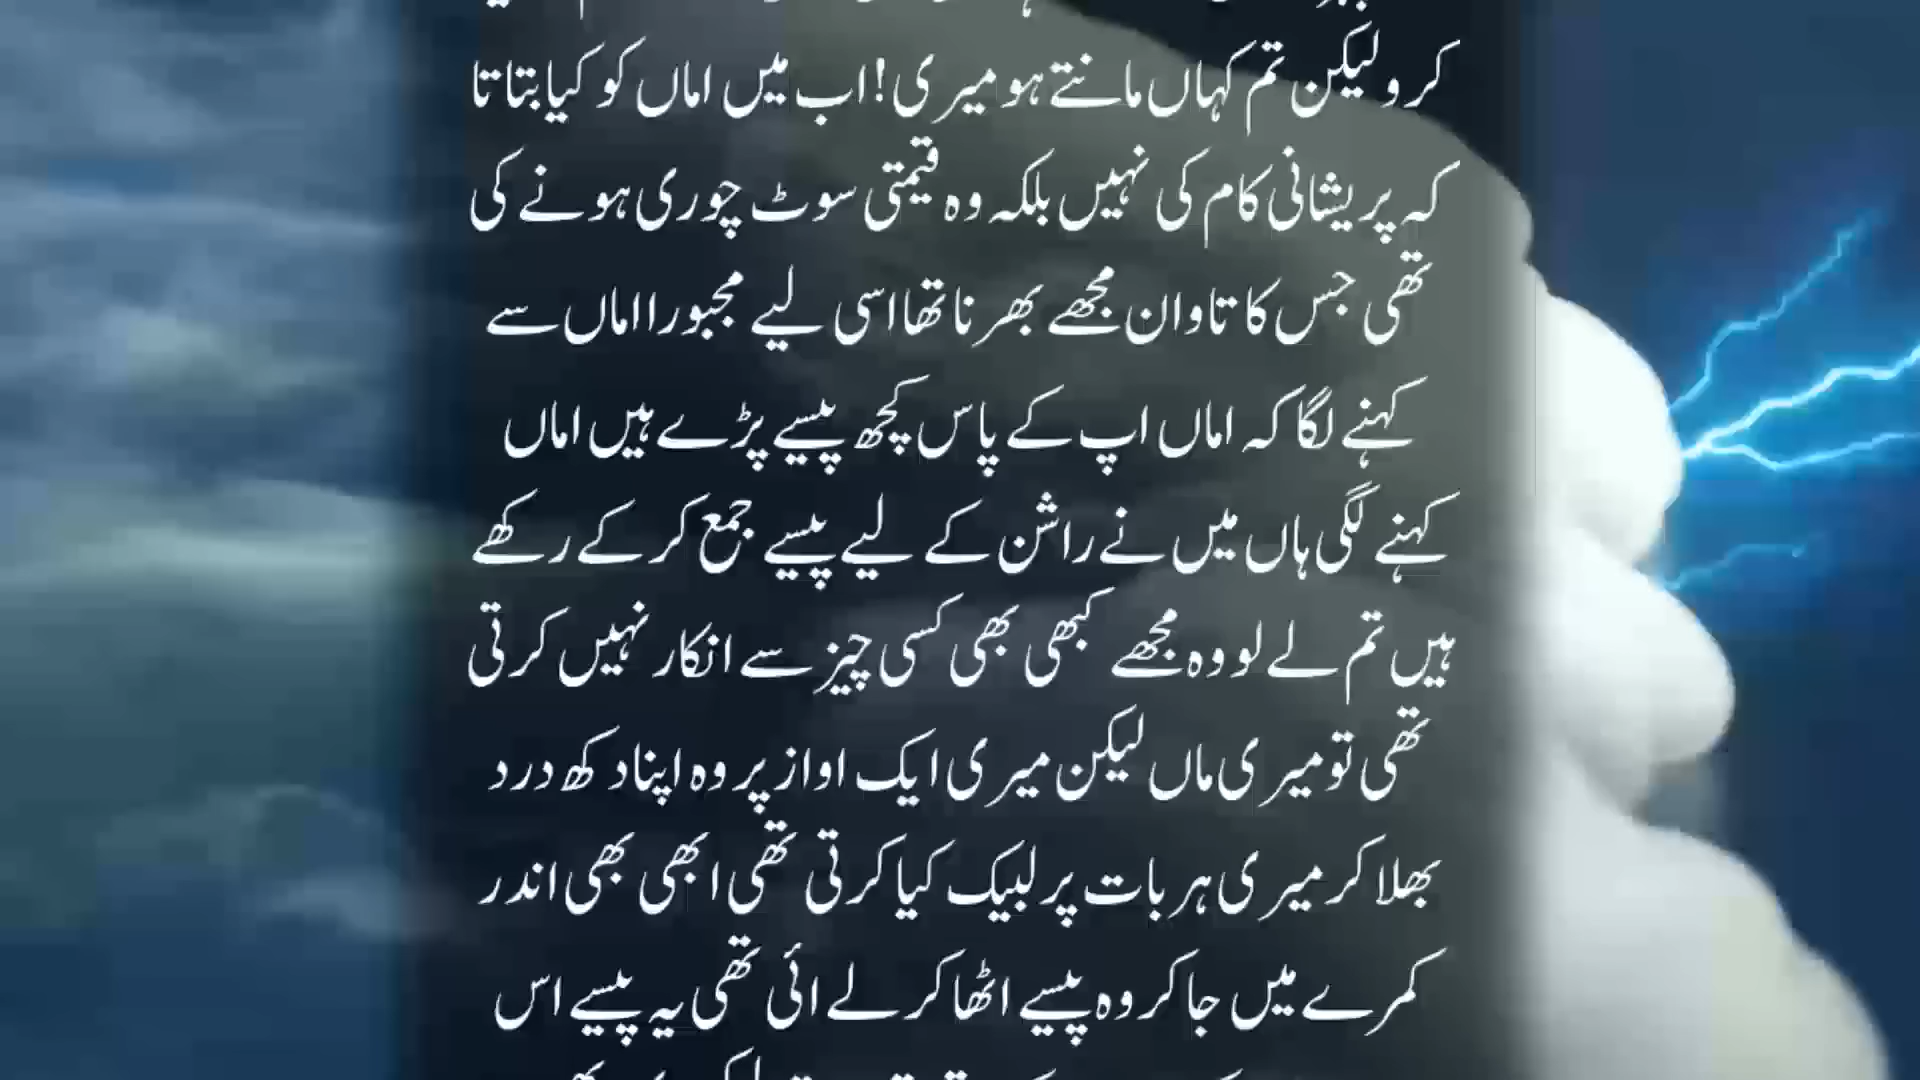 کرو لیکن تم کہاں مانتے ہو میری! اب میں اماں کو کیا بتاتا
کہ پریشانی کام کی نہیں بلکہ وہ قیمتی سوٹ چوری ہونے کی
تھی جس کا تاوان مجھے بھرنا تھا اسی لیے مجبورا اماں سے
کہنے لگا کہ اماں اپ کے پاس کچھ پیسے پڑے ہیں اماں
کہنے لگی ہاں میں نے راشن کے لیے پیسے جمع کر کے رکھے
ہیں تم لے لو وہ مجھے کبھی بھی کسی چیز سے انکار نہیں کرتی
تھی تو میری ماں لیکن میری ایک اواز پر وہ اپنا دکھ درد
بھلا کر میری ہر بات پر لبیک کیا کرتی تھی ابھی بھی اندر
کمرے میں جا کر وہ پیسے اٹھا کر لے ائی تھی یہ پیسے اس